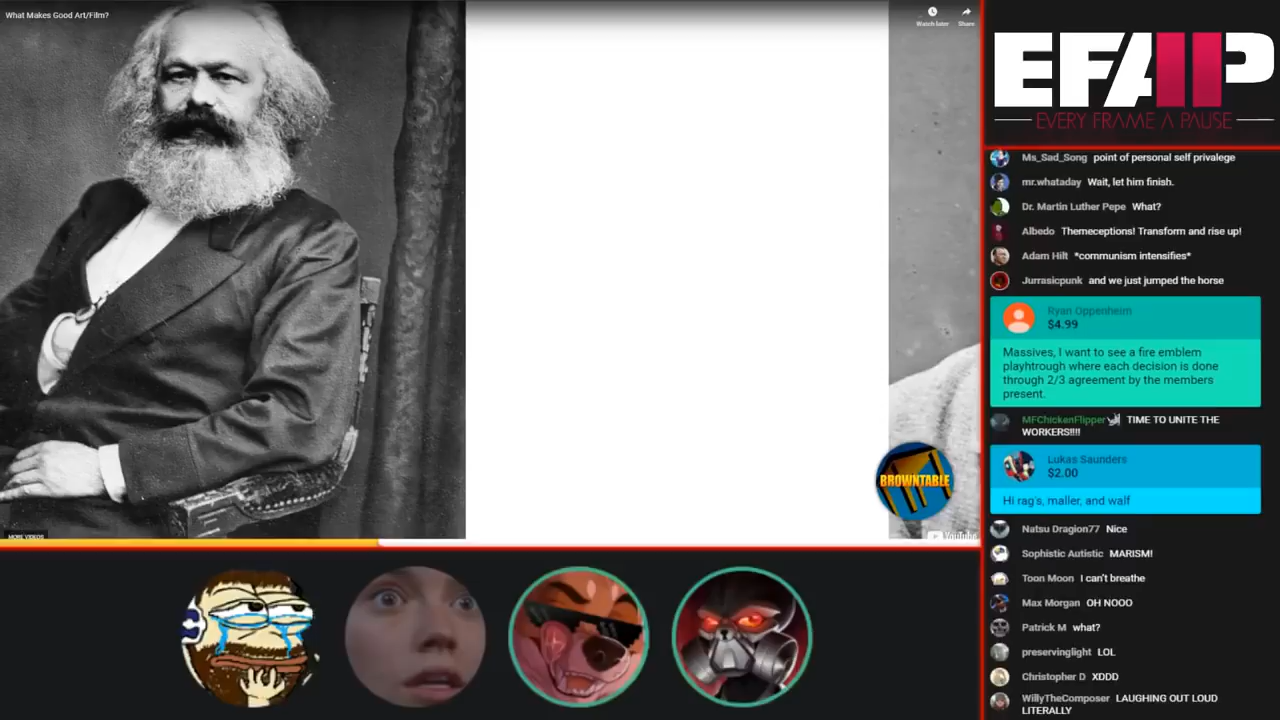 What Makes Good Art/Film?
Watch later
Share
MORE VIDEOS
BROWNTABLE
YouTube
EFAP
EVERY FRAME A PAUSE
Ms_Sad_Song point of personal self privalege
mr.whataday Wait, let him finish.
Dr. Martin Luther Pepe What?
Albedo Themeceptions! Transform and rise up!
Adam Hilt *communism intensifies*
Jurrasicpunk and we just jumped the horse
Ryan Oppenheim
$4.99
Massives, I want to see a fire emblem
playhtrough where each decision is done
through 2/3 agreement by the members
present.
MFChickenFlipper TIME TO UNITE THE
WORKERS!!!!
Lukas Saunders
$2.00
Hi rag's, maller, and walf
Natsu Dragion77 Nice
Sophistic Autistic MARISM!
Toon Moon I can't breathe
Max Morgan OH NOOO
Patrick M what?
preservinglight LOL
Christopher D XDDD
WillyTheComposer LAUGHING OUT LOUD
LITERALLY